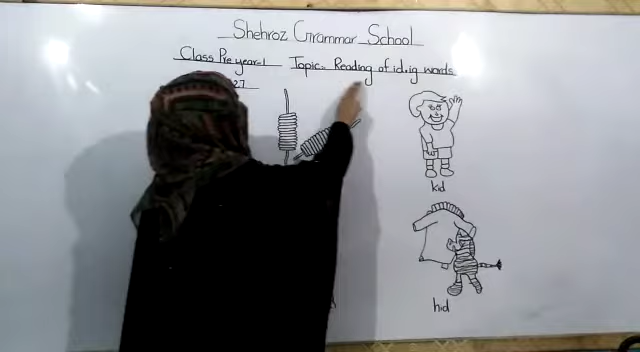 Shehroz Grammar School
Class Pre year-1 Topic:- Reading of id, ig words
27
kid
hid